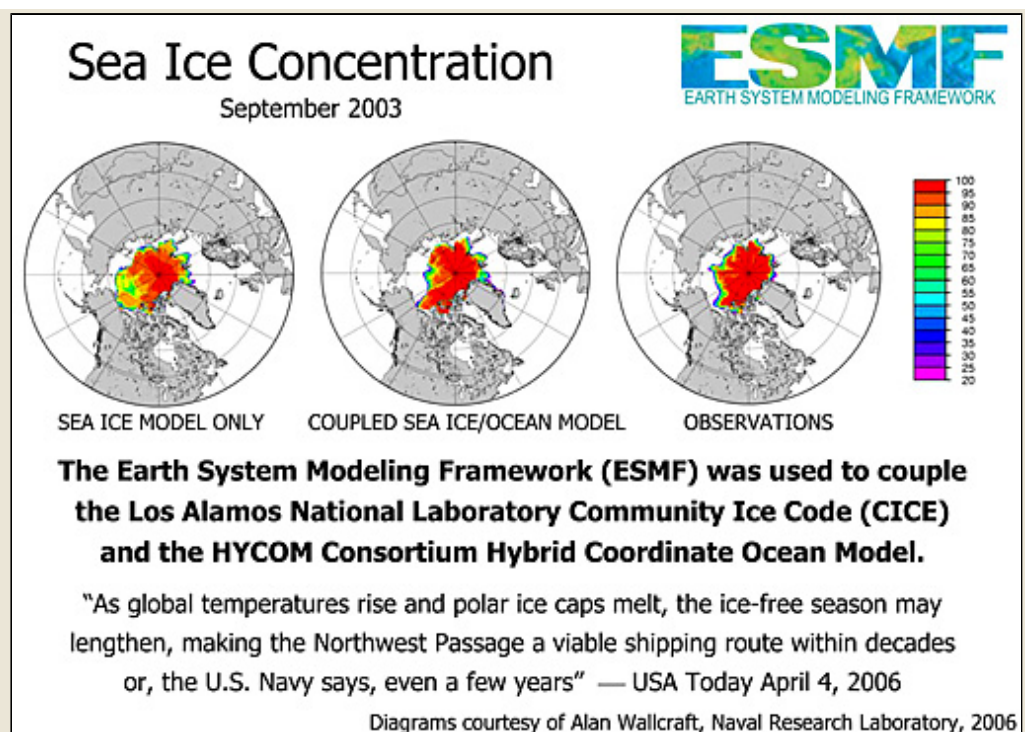 Sea Ice Concentration
September 2003
ESMF
EARTH SYSTEM MODELING FRAMEWORK
100
95
90
85
80
75
70
65
60
55
50
45
40
35
30
25
20
SEA ICE MODEL ONLY
COUPLED SEA ICE/OCEAN MODEL
OBSERVATIONS
The Earth System Modeling Framework (ESMF) was used to couple
the Los Alamos National Laboratory Community Ice Code (CICE)
and the HYCOM Consortium Hybrid Coordinate Ocean Model.
“As global temperatures rise and polar ice caps melt, the ice-free season may
lengthen, making the Northwest Passage a viable shipping route within decades
or, the U.S. Navy says, even a few years” — USA Today April 4, 2006
Diagrams courtesy of Alan Wallcraft, Naval Research Laboratory, 2006